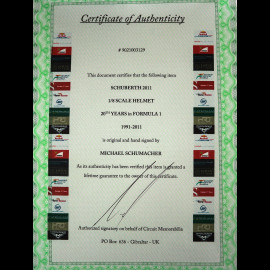 Certificate of Authenticity
# 9021003129
This document certifies that the following item
SCHUBERTH 2011
1/8 SCALE HELMET
20TH YEARS in FORMULA 1
1991-2011
is original and hand signed by
MICHAEL SCHUMACHER
As its authenticity has been verified this item is granted a
lifetime guarantee to the owner of this certificate.
Authorised signatory on behalf of Circuit Memorabilia
PO Box 636 - Gibraltar - UK